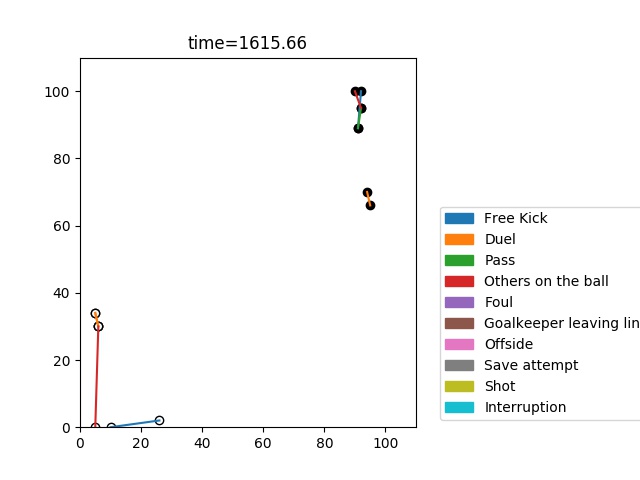 time=1615.66
100
80
60
40
20
0
0 20 40 60 80 100
Free Kick
Duel
Pass
Others on the ball
Foul
Goalkeeper leaving lin
Offside
Save attempt
Shot
Interruption